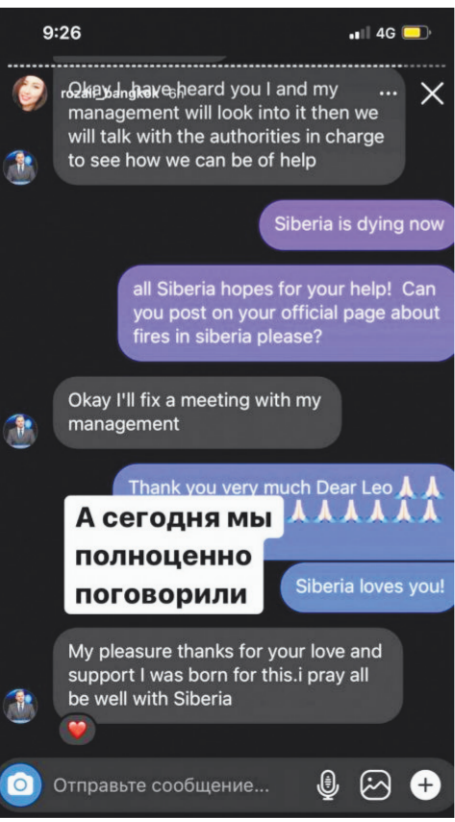 9:26
4G
rozali_bangkok 6h
Okay I have heard you I and my
management will look into it then we
will talk with the authorities in charge
to see how we can be of help
Siberia is dying now
all Siberia hopes for your help! Can
you post on your official page about
fires in siberia please?
Okay I'll fix a meeting with my
management
Thank you very much Dear Leo 🙏🏻🙏🏻
🙏🏻🙏🏻🙏🏻🙏🏻🙏🏻🙏🏻
А сегодня мы
полноценно
поговорили
Siberia loves you!
My pleasure thanks for your love and
support I was born for this.i pray all
be well with Siberia
❤️
Отправьте сообщение...